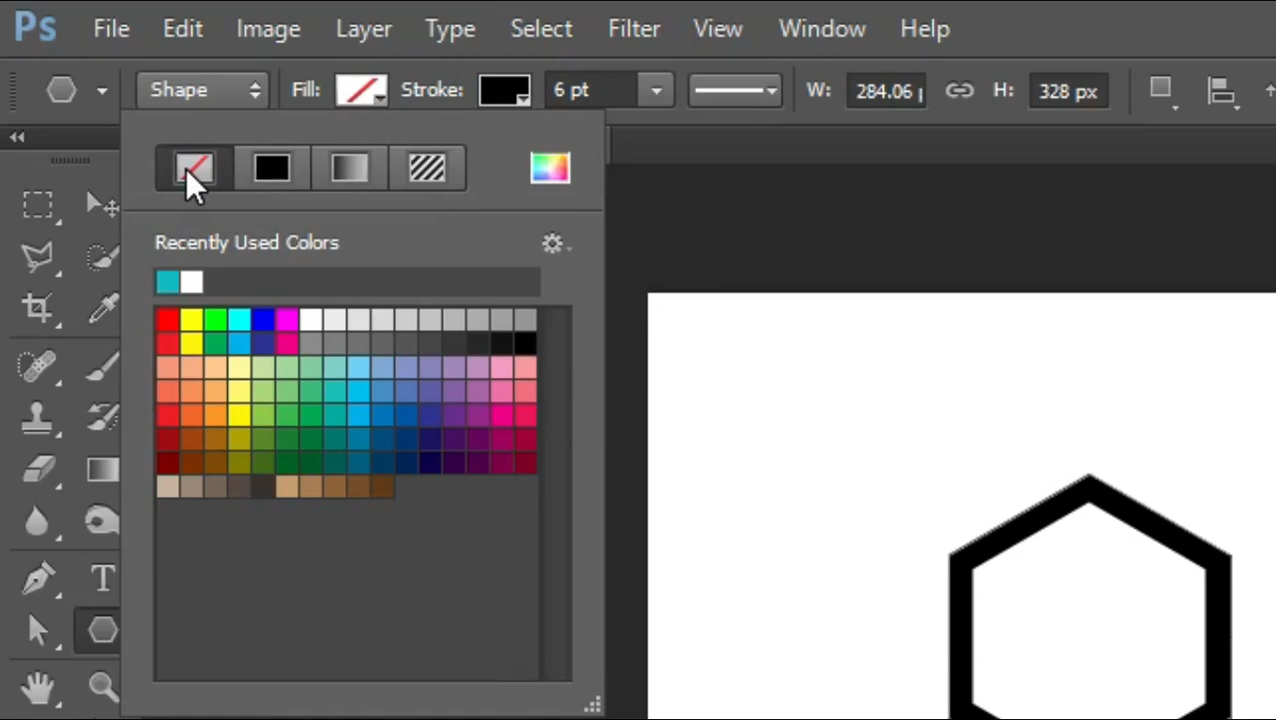 Ps File Edit Image Layer Type Select Filter View Window Help
Shape Fill: Stroke: 6 pt W: 284.06 H: 328 px
Recently Used Colors
T